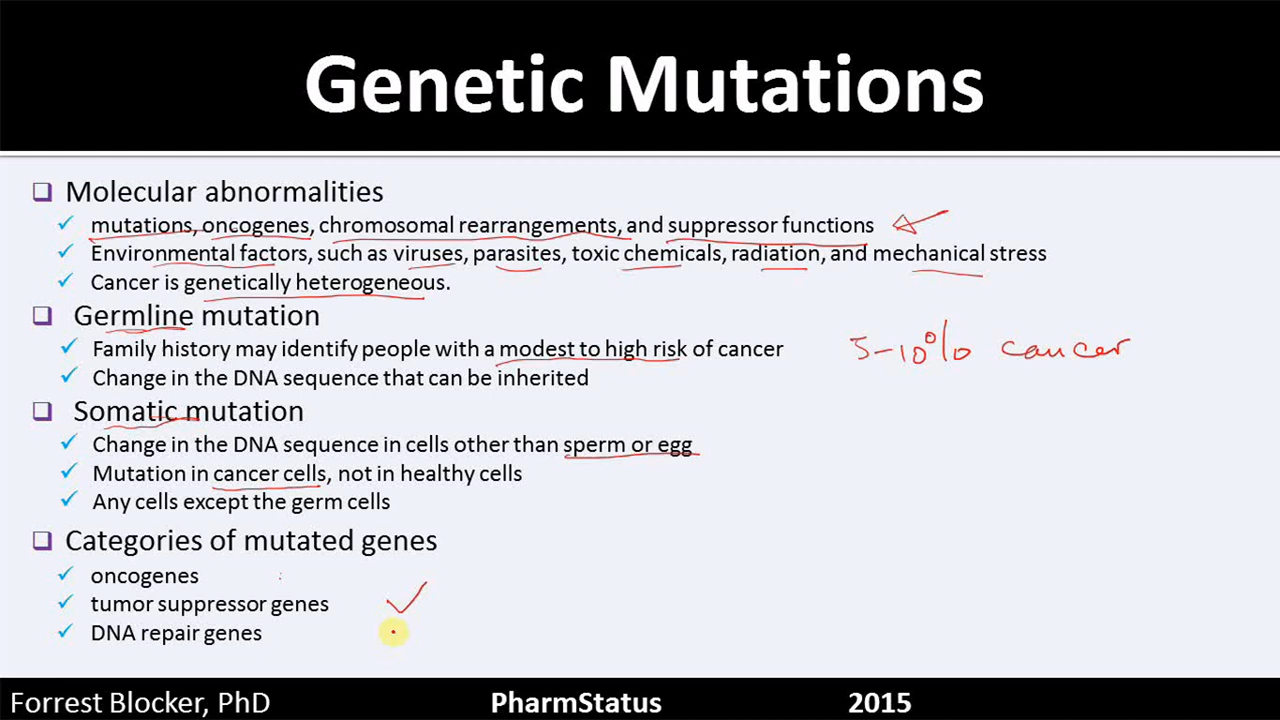 Genetic Mutations
Molecular abnormalities
mutations, oncogenes, chromosomal rearrangements, and suppressor functions
Environmental factors, such as viruses, parasites, toxic chemicals, radiation, and mechanical stress
Cancer is genetically heterogeneous.
Germline mutation
Family history may identify people with a modest to high risk of cancer
5-10% cancer
Change in the DNA sequence that can be inherited
Somatic mutation
Change in the DNA sequence in cells other than sperm or egg
Mutation in cancer cells, not in healthy cells
Any cells except the germ cells
Categories of mutated genes
oncogenes
tumor suppressor genes
DNA repair genes
Forrest Blocker, PhD PharmStatus 2015